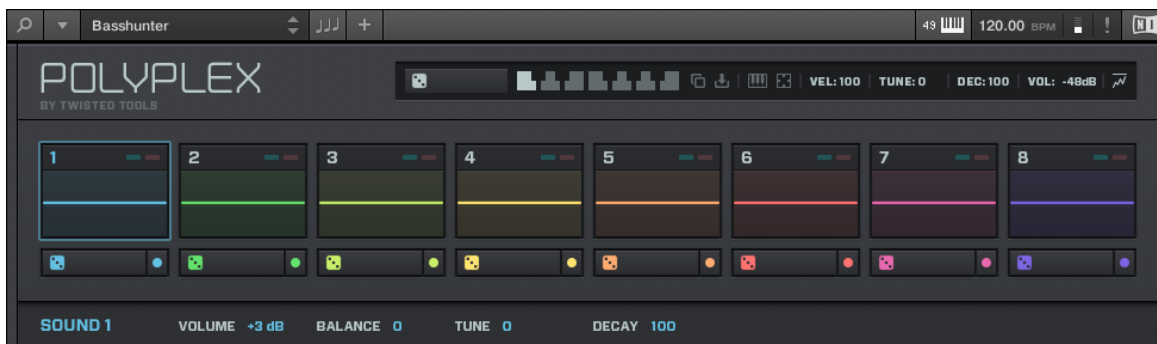 Basshunter 49 120.00 BPM ! NI
POLYPLEX
BY TWISTED TOOLS
VEL:100 TUNE:0 DEC:100 VOL: -48dB
1 2 3 4 5 6 7 8
SOUND 1 VOLUME +3 dB BALANCE 0 TUNE 0 DECAY 100